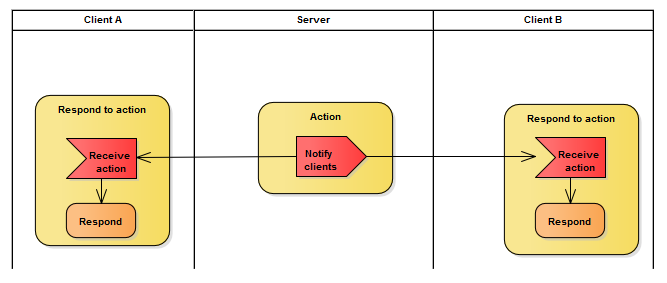 Client A
Server
Client B
Respond to action
Receive
action
Respond
Action
Notify
clients
Respond to action
Receive
action
Respond